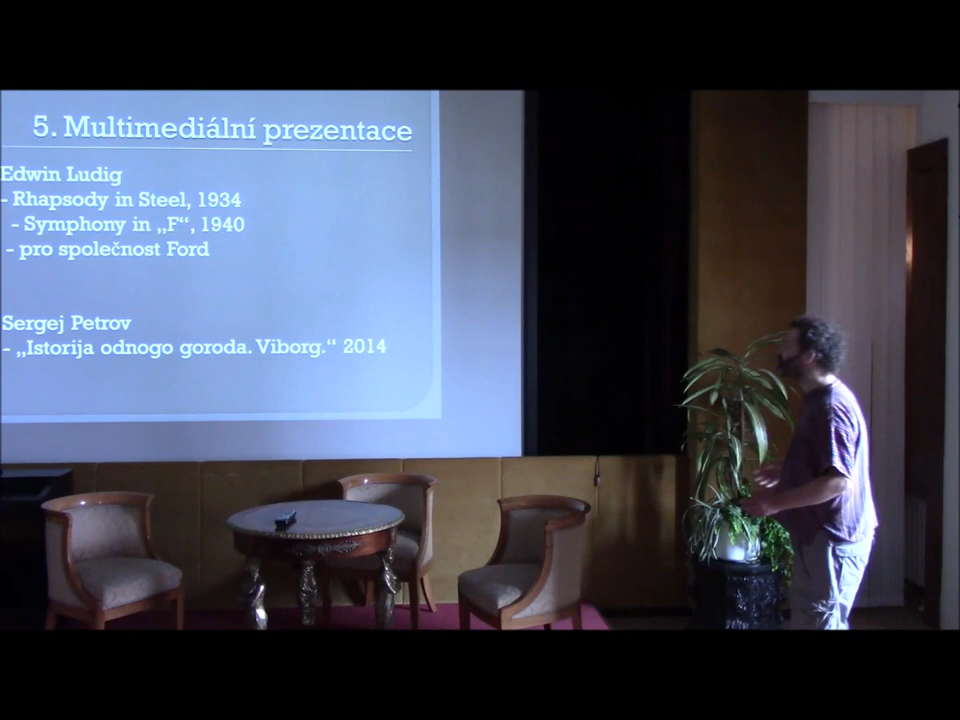 5. Multimediální prezentace
Edwin Ludig
- Rhapsody in Steel, 1934
- Symphony in „F“, 1940
- pro společnost Ford
Sergej Petrov
- „Istorija odnogo goroda. Viborg.“ 2014